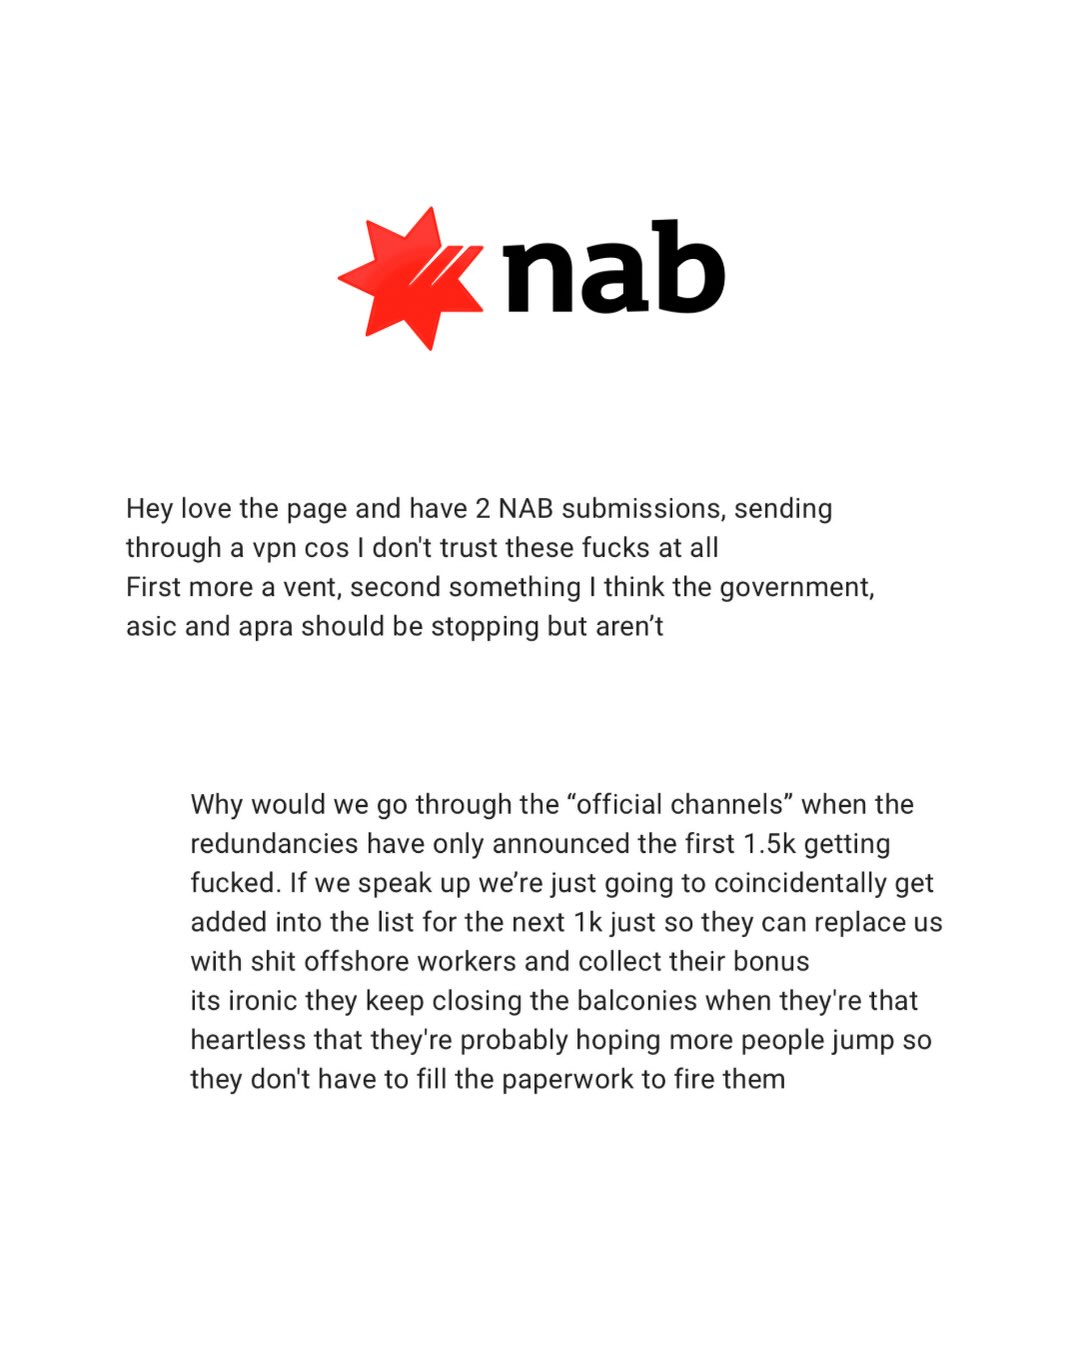 nab
Hey love the page and have 2 NAB submissions, sending
through a vpn cos I don't trust these fucks at all
First more a vent, second something I think the government,
asic and apra should be stopping but aren’t
Why would we go through the “official channels” when the
redundancies have only announced the first 1.5k getting
fucked. If we speak up we’re just going to coincidentally get
added into the list for the next 1k just so they can replace us
with shit offshore workers and collect their bonus
its ironic they keep closing the balconies when they're that
heartless that they're probably hoping more people jump so
they don't have to fill the paperwork to fire them